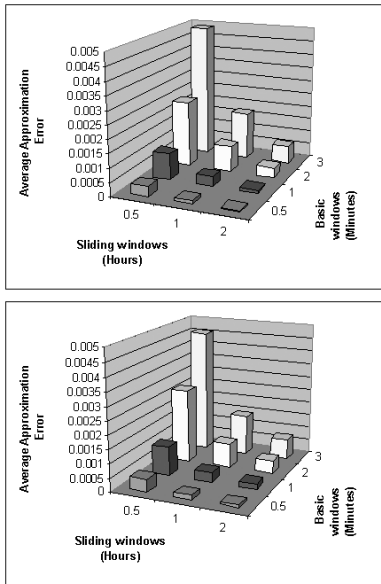 0.005
0.0045
0.004
0.0035
0.003
0.0025
0.002
0.0015
0.001
0.0005
0
Average Approximation
Error
0.5
1
2
Sliding windows
(Hours)
0.5
1
2
3
Basic
windows
(Minutes)
0.005
0.0045
0.004
0.0035
0.003
0.0025
0.002
0.0015
0.001
0.0005
0
Average Approximation
Error
0.5
1
2
Sliding windows
(Hours)
0.5
1
2
3
Basic
windows
(Minutes)